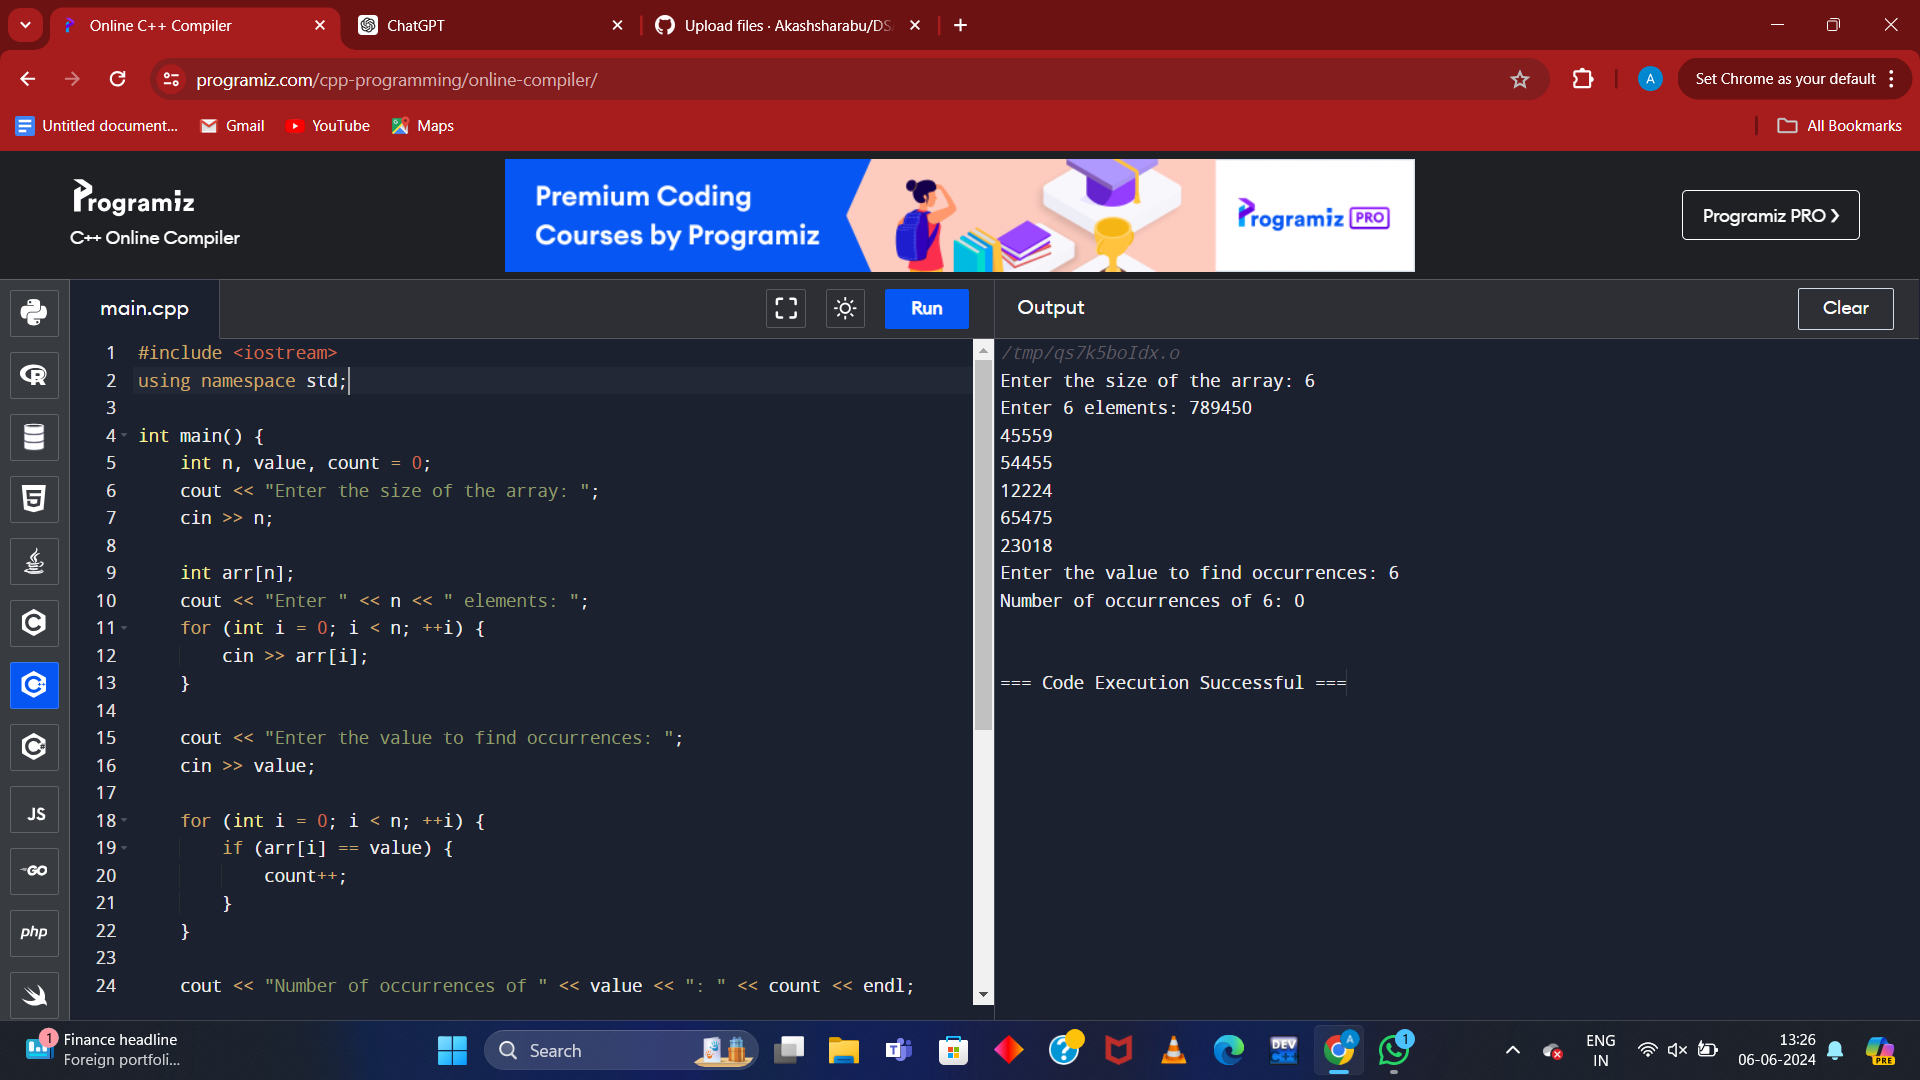 Online C++ Compiler
ChatGPT
Upload files · Akashsharabu/DS
programiz.com/cpp-programming/online-compiler/
A
Set Chrome as your default
Untitled document...
Gmail
YouTube
Maps
All Bookmarks
Programiz
C++ Online Compiler
Premium Coding
Courses by Programiz
Programiz PRO
Programiz PRO ›
main.cpp
Run
Output
Clear
1 #include <iostream>
2 using namespace std;
3
4 int main() {
5 int n, value, count = 0;
6 cout << "Enter the size of the array: ";
7 cin >> n;
8
9 int arr[n];
10 cout << "Enter " << n << " elements: ";
11 for (int i = 0; i < n; ++i) {
12 cin >> arr[i];
13 }
14
15 cout << "Enter the value to find occurrences: ";
16 cin >> value;
17
18 for (int i = 0; i < n; ++i) {
19 if (arr[i] == value) {
20 count++;
21 }
22 }
23
24 cout << "Number of occurrences of " << value << ": " << count << endl;
/tmp/qs7k5boIdx.o
Enter the size of the array: 6
Enter 6 elements: 789450
45559
54455
12224
65475
23018
Enter the value to find occurrences: 6
Number of occurrences of 6: 0
=== Code Execution Successful ===
JS
GO
php
1
Finance headline
Foreign portfoli...
Search
DEV
A
1
ENG
IN
13:26
06-06-2024
PRE